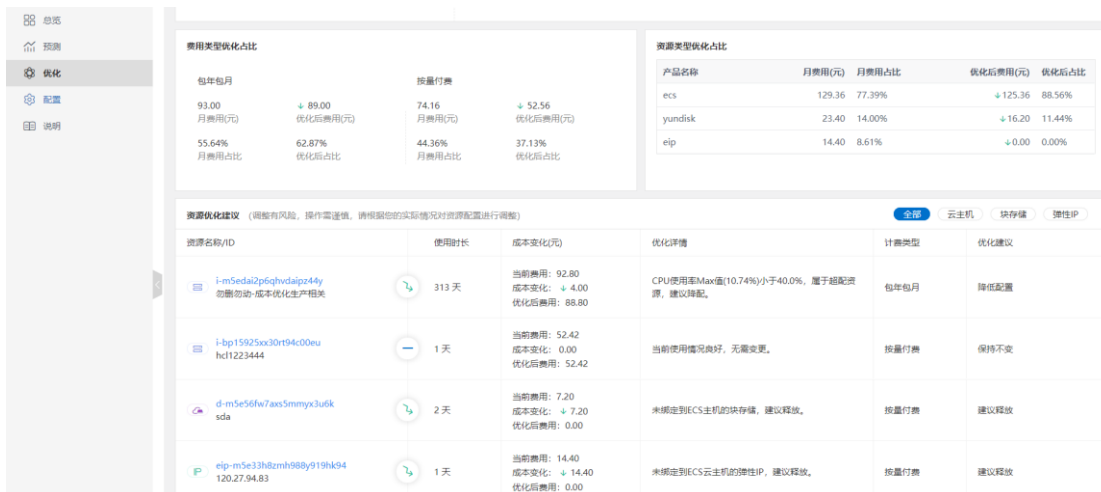 总览
预测
优化
配置
说明
费用类型优化占比
包年包月
按量付费
93.00
↓ 89.00
74.16
↓ 52.56
月费用(元)
优化后费用(元)
月费用(元)
优化后费用(元)
55.64%
62.87%
44.36%
37.13%
月费用占比
优化后占比
月费用占比
优化后占比
资源类型优化占比
产品名称 月费用(元) 月费用占比 优化后费用(元) 优化后占比
ecs 129.36 77.39% ↓125.36 88.56%
yundisk 23.40 14.00% ↓16.20 11.44%
eip 14.40 8.61% ↓0.00 0.00%
资源优化建议 (调整有风险，操作需谨慎，请根据您的实际情况对资源配置进行调整)
全部 云主机 块存储 弹性IP
资源名称/ID 使用时长 成本变化(元) 优化详情 计费类型 优化建议
i-m5edai2p6qhvdaipz44y
勿删勿动-成本优化生产相关
313 天
当前费用：92.80
成本变化： ↓ 4.00
优化后费用：88.80
CPU使用率Max值(10.74%)小于40.0%，属于超配资
源，建议降配。
包年包月
降低配置
i-bp15925xx30rt94c00eu
hcl1223444
1 天
当前费用：52.42
成本变化： 0.00
优化后费用：52.42
当前使用情况良好，无需变更。
按量付费
保持不变
d-m5e56fw7axs5mmyx3u6k
sda
2 天
当前费用：7.20
成本变化： ↓ 7.20
优化后费用：0.00
未绑定到ECS主机的块存储，建议释放。
按量付费
建议释放
eip-m5e33h8zmh988y919hk94
120.27.94.83
IP
1 天
当前费用：14.40
成本变化： ↓ 14.40
优化后费用：0.00
未绑定到ECS云主机的弹性IP，建议释放。
按量付费
建议释放